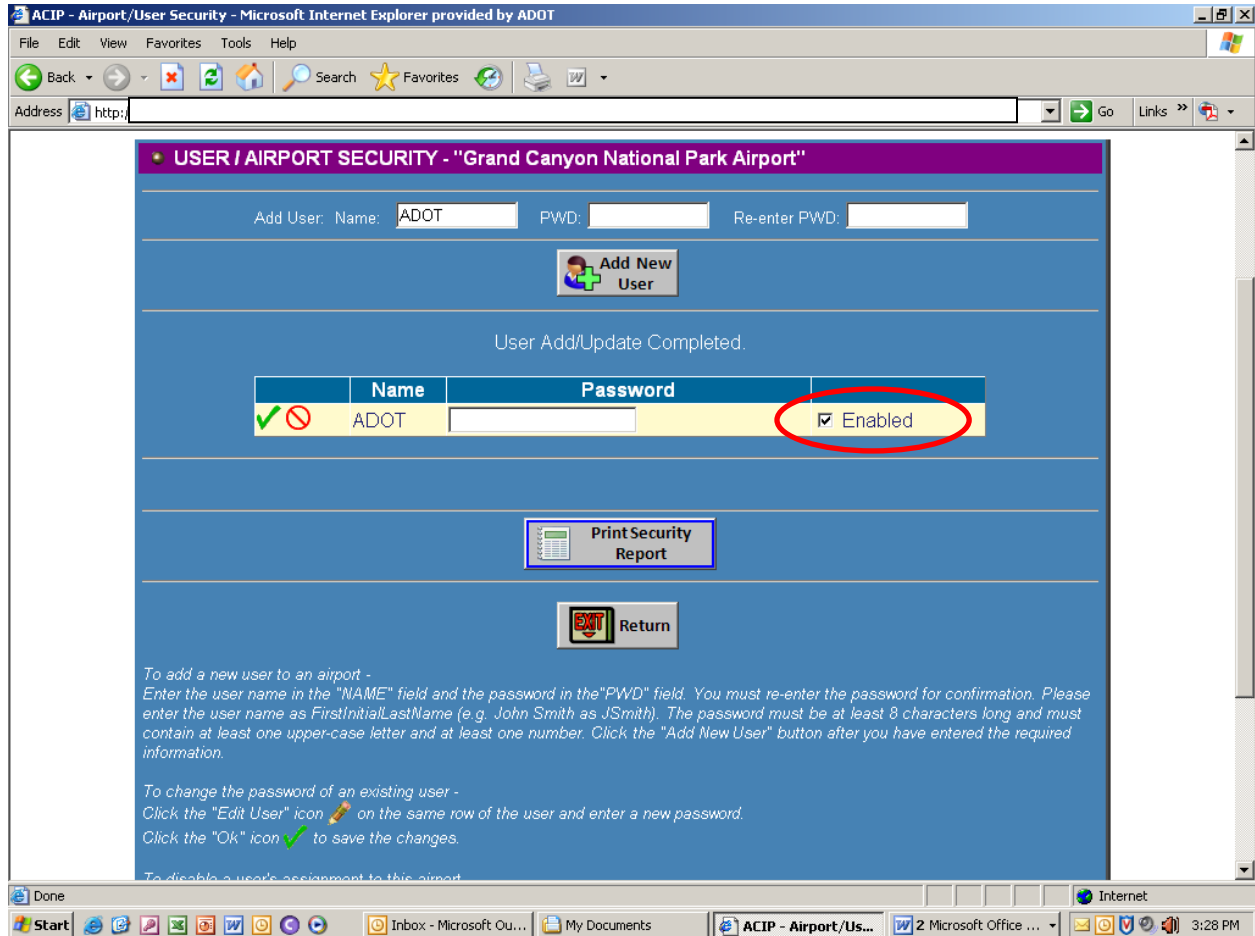 ACIP - Airport/User Security - Microsoft Internet Explorer provided by ADOT
File Edit View Favorites Tools Help
Back Search Favorites
Address http:/ Go Links »
USER / AIRPORT SECURITY - "Grand Canyon National Park Airport"
Add User: Name: ADOT PWD: Re-enter PWD:
Add New
User
User Add/Update Completed.
Name Password
ADOT Enabled
Print Security
Report
EXIT Return
To add a new user to an airport -
Enter the user name in the "NAME" field and the password in the"PWD" field. You must re-enter the password for confirmation. Please
enter the user name as FirstInitialLastName (e.g. John Smith as JSmith). The password must be at least 8 characters long and must
contain at least one upper-case letter and at least one number. Click the "Add New User" button after you have entered the required
information.
To change the password of an existing user -
Click the "Edit User" icon on the same row of the user and enter a new password.
Click the "Ok" icon to save the changes.
To disable a user's assignment to this airport
Done Internet
Start Inbox - Microsoft Ou... My Documents ACIP - Airport/Us... 2 Microsoft Office ... 3:28 PM